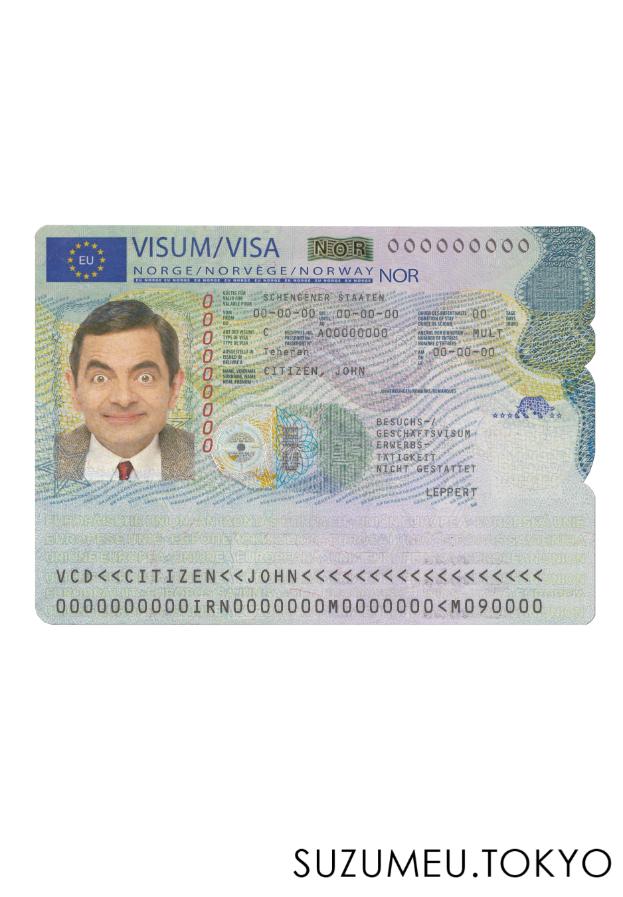 EU
VISUM/VISA
NOR
000000000
NORGE/NORVÈGE/NORWAY NOR
SCHENGENER STAATEN
00-00-00 00-00-00 00
C A00000000 MULT
Teheran 00-00-00
CITIZEN, JOHN
000000000
BESUCHS-/
GESCHÄFTSVISUM
ERWERBS-
TÄTIGKEIT
NICHT GESTATTET
LEPPERT
VCD<<CITIZEN<<JOHN<<<<<<<<<<<<<<<<<<
0000000000IRN0000000M0000000<M090000
SUZUMEU.TOKYO